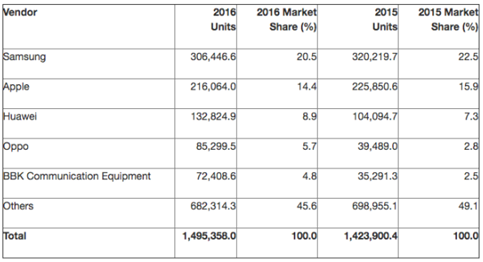 Vendor 2016 Units 2016 Market Share (%) 2015 Units 2015 Market Share (%)
Samsung 306,446.6 20.5 320,219.7 22.5
Apple 216,064.0 14.4 225,850.6 15.9
Huawei 132,824.9 8.9 104,094.7 7.3
Oppo 85,299.5 5.7 39,489.0 2.8
BBK Communication Equipment 72,408.6 4.8 35,291.3 2.5
Others 682,314.3 45.6 698,955.1 49.1
Total 1,495,358.0 100.0 1,423,900.4 100.0